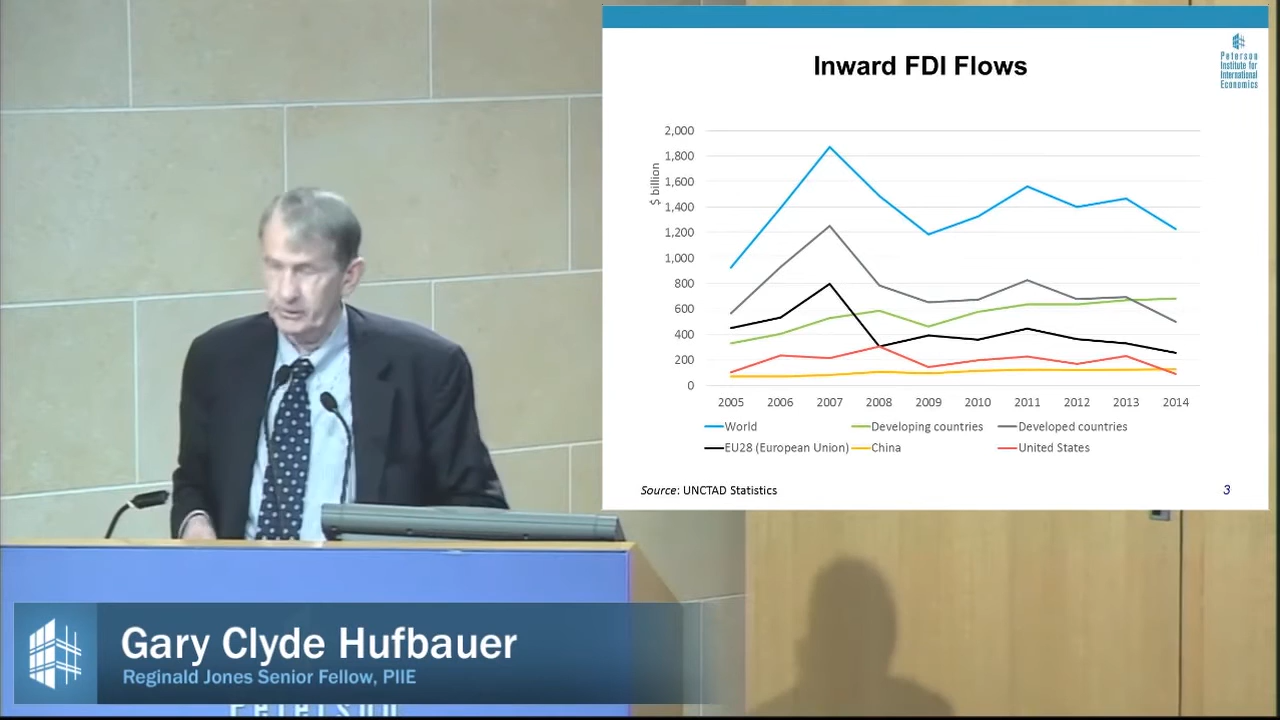 Inward FDI Flows
Peterson
Institute for
International
Economics
$ billion
2,000
1,800
1,600
1,400
1,200
1,000
800
600
400
200
0
2005 2006 2007 2008 2009 2010 2011 2012 2013 2014
World Developing countries Developed countries
EU28 (European Union) China United States
Source: UNCTAD Statistics
3
Gary Clyde Hufbauer
Reginald Jones Senior Fellow, PIIE
Peterson